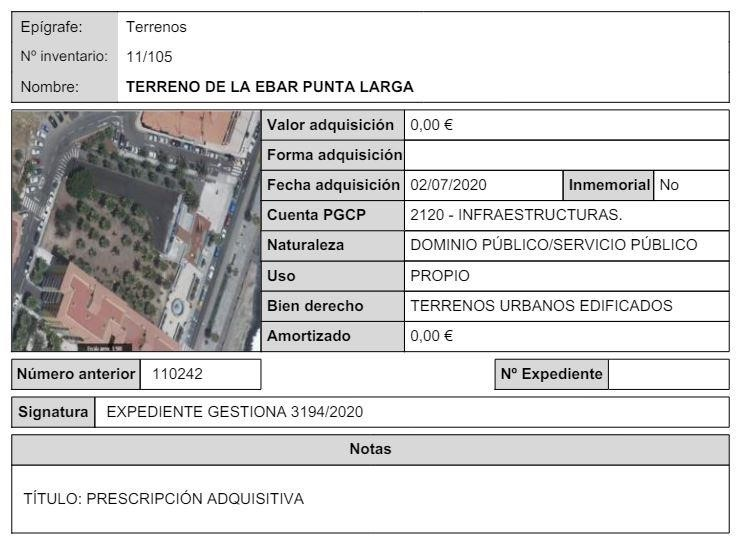 Epígrafe: Terrenos
Nº inventario: 11/105
Nombre: TERRENO DE LA EBAR PUNTA LARGA
Valor adquisición 0,00 €
Forma adquisición
Fecha adquisición 02/07/2020 Inmemorial No
Cuenta PGCP 2120 - INFRAESTRUCTURAS.
Naturaleza DOMINIO PÚBLICO/SERVICIO PÚBLICO
Uso PROPIO
Bien derecho TERRENOS URBANOS EDIFICADOS
Amortizado 0,00 €
Número anterior 110242 Nº Expediente
Signatura EXPEDIENTE GESTIONA 3194/2020
Notas
TÍTULO: PRESCRIPCIÓN ADQUISITIVA